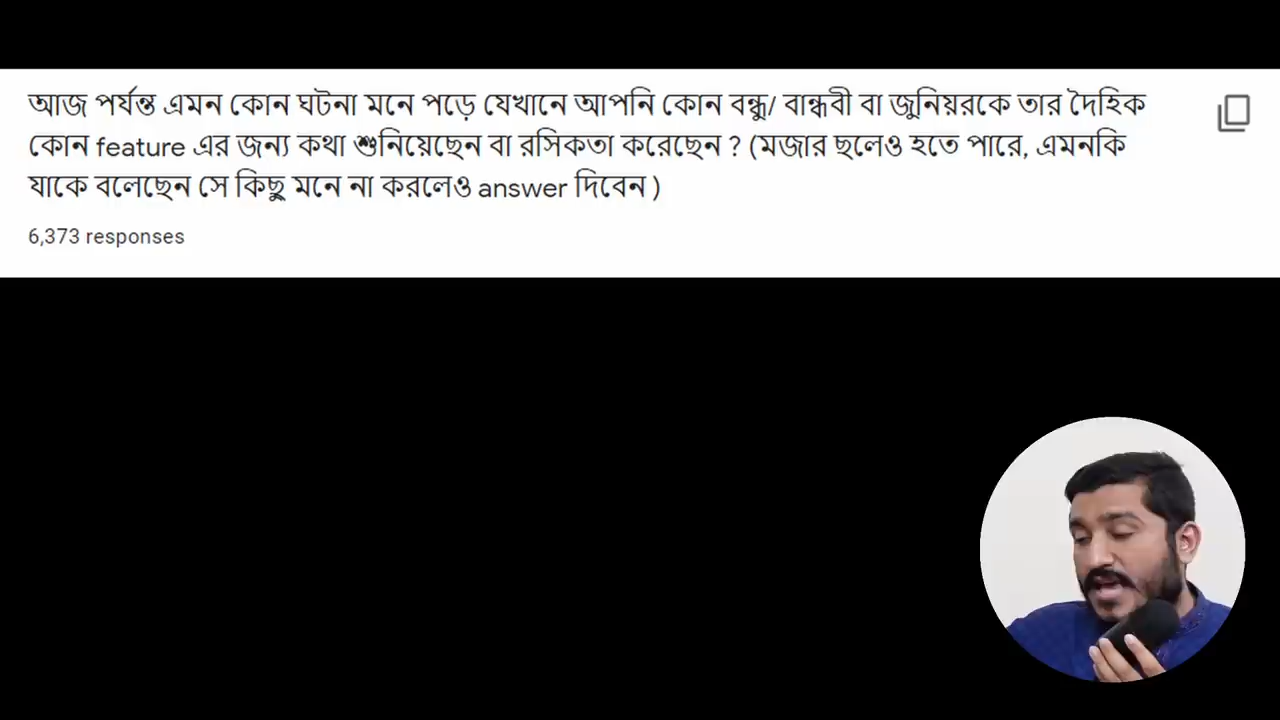 আজ পর্যন্ত এমন কোন ঘটনা মনে পড়ে যেখানে আপনি কোন বন্ধু/ বান্ধবী বা জুনিয়রকে তার দৈহিক
কোন feature এর জন্য কথা শুনিয়েছেন বা রসিকতা করেছেন ? (মজার ছলেও হতে পারে, এমনকি
যাকে বলেছেন সে কিছু মনে না করলেও answer দিবেন )
6,373 responses